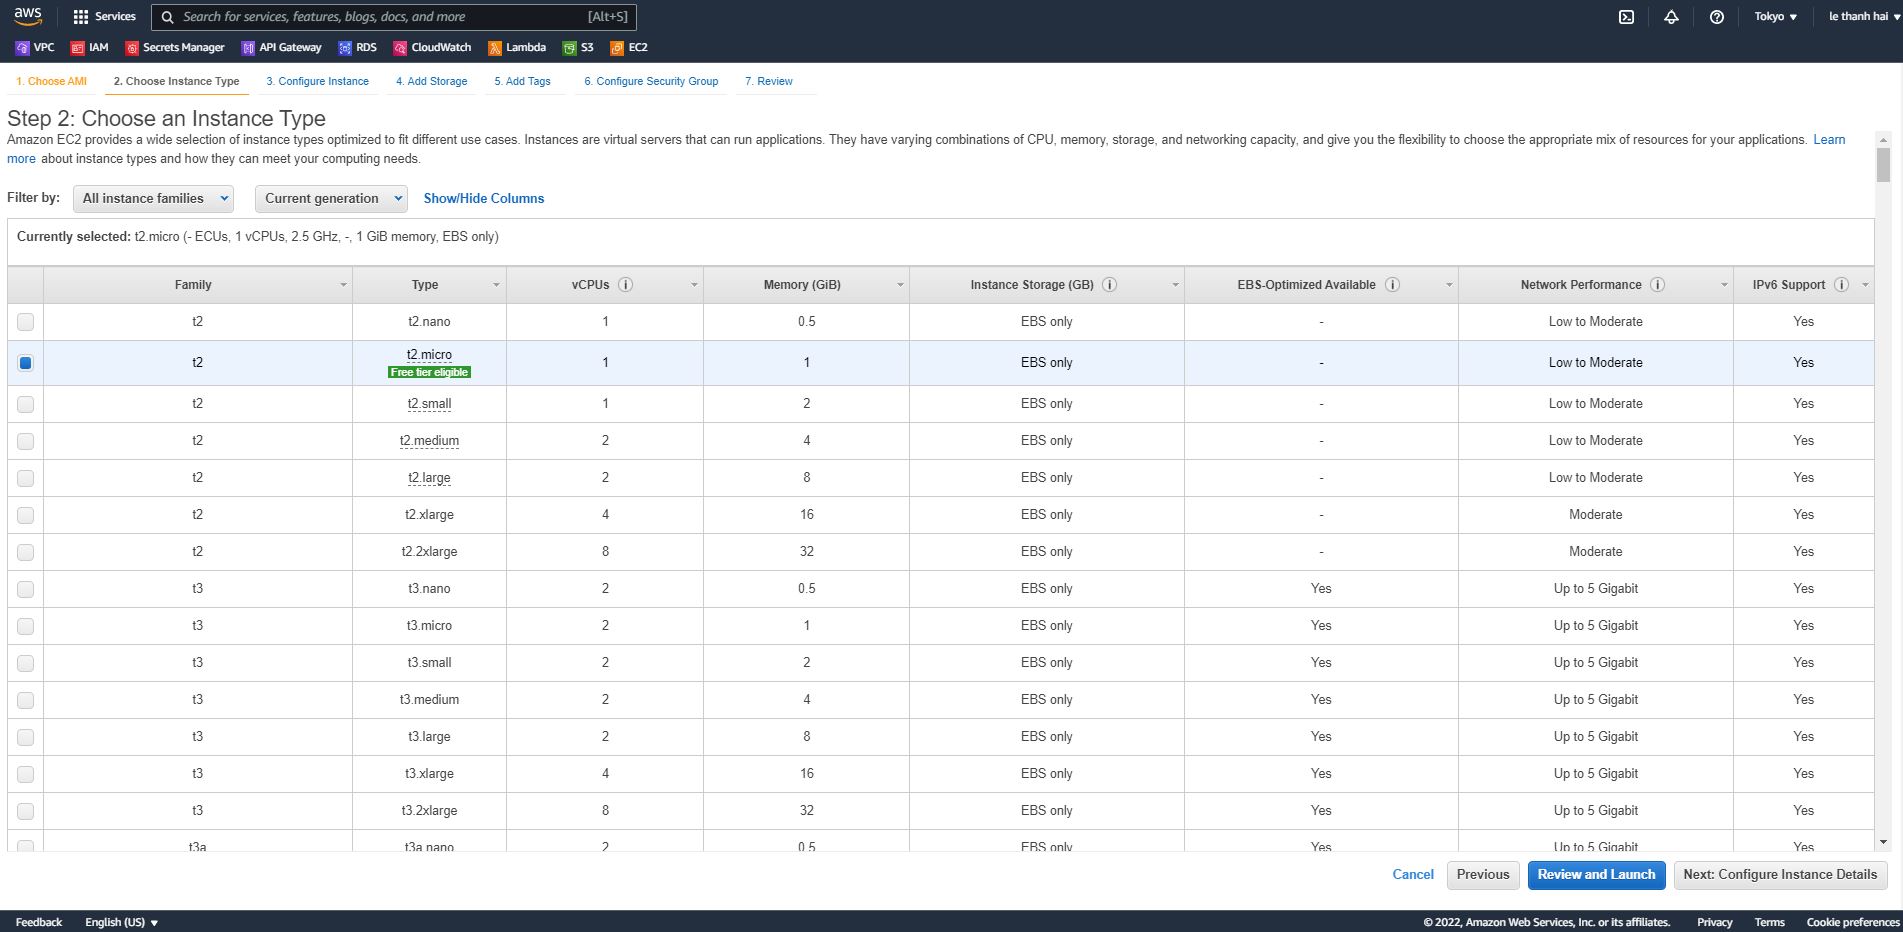 aws Services Search for services, features, blogs, docs, and more [Alt+S] Tokyo le thanh hai
VPC IAM Secrets Manager API Gateway RDS CloudWatch Lambda S3 EC2
1. Choose AMI 2. Choose Instance Type 3. Configure Instance 4. Add Storage 5. Add Tags 6. Configure Security Group 7. Review
Step 2: Choose an Instance Type
Amazon EC2 provides a wide selection of instance types optimized to fit different use cases. Instances are virtual servers that can run applications. They have varying combinations of CPU, memory, storage, and networking capacity, and give you the flexibility to choose the appropriate mix of resources for your applications. Learn
more about instance types and how they can meet your computing needs.
Filter by: All instance families Current generation Show/Hide Columns
Currently selected: t2.micro (- ECUs, 1 vCPUs, 2.5 GHz, -, 1 GiB memory, EBS only)
Family Type vCPUs Memory (GiB) Instance Storage (GB) EBS-Optimized Available Network Performance IPv6 Support
t2 t2.nano 1 0.5 EBS only - Low to Moderate Yes
t2 t2.micro 1 1 EBS only - Low to Moderate Yes
Free tier eligible
t2 t2.small 1 2 EBS only - Low to Moderate Yes
t2 t2.medium 2 4 EBS only - Low to Moderate Yes
t2 t2.large 2 8 EBS only - Low to Moderate Yes
t2 t2.xlarge 4 16 EBS only - Moderate Yes
t2 t2.2xlarge 8 32 EBS only - Moderate Yes
t3 t3.nano 2 0.5 EBS only Yes Up to 5 Gigabit Yes
t3 t3.micro 2 1 EBS only Yes Up to 5 Gigabit Yes
t3 t3.small 2 2 EBS only Yes Up to 5 Gigabit Yes
t3 t3.medium 2 4 EBS only Yes Up to 5 Gigabit Yes
t3 t3.large 2 8 EBS only Yes Up to 5 Gigabit Yes
t3 t3.xlarge 4 16 EBS only Yes Up to 5 Gigabit Yes
t3 t3.2xlarge 8 32 EBS only Yes Up to 5 Gigabit Yes
t3a t3a.nano 2 0.5 EBS only Yes Up to 5 Gigabit Yes
Cancel Previous Review and Launch Next: Configure Instance Details
Feedback English (US) © 2022, Amazon Web Services, Inc. or its affiliates. Privacy Terms Cookie preferences